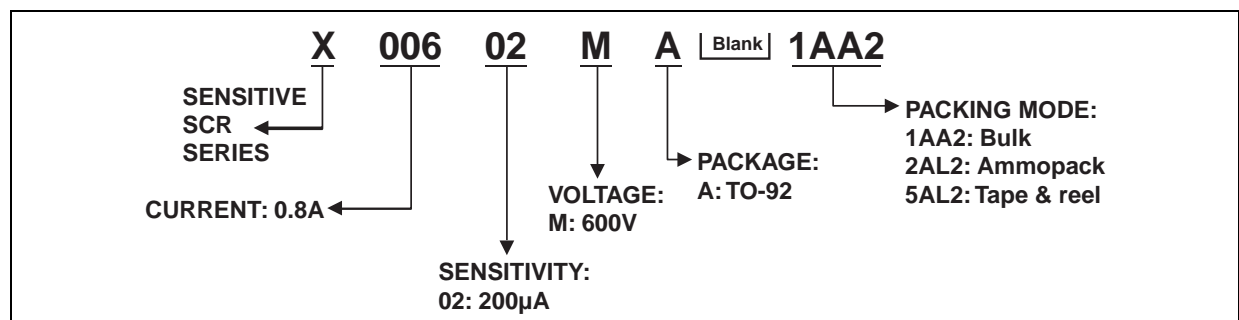 X 006 02 M A Blank 1AA2
SENSITIVE
SCR
SERIES
CURRENT: 0.8A
SENSITIVITY:
02: 200µA
VOLTAGE:
M: 600V
PACKAGE:
A: TO-92
PACKING MODE:
1AA2: Bulk
2AL2: Ammopack
5AL2: Tape & reel